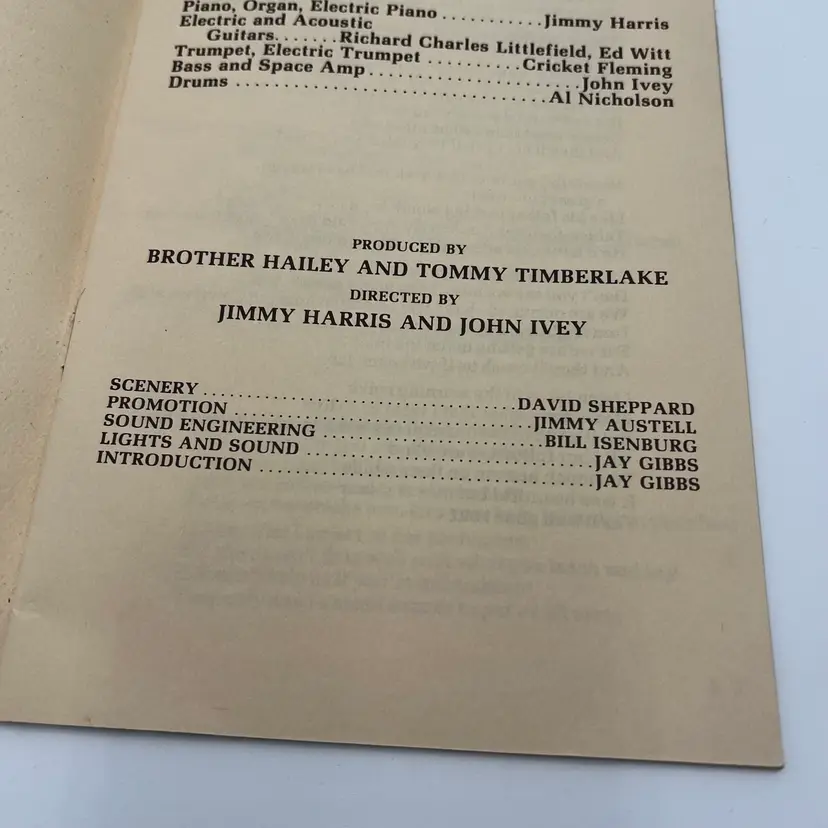 Piano, Organ, Electric Piano ........... Jimmy Harris
Electric and Acoustic
Guitars....... Richard Charles Littlefield, Ed Witt
Trumpet, Electric Trumpet .......... Cricket Fleming
Bass and Space Amp ........................ John Ivey
Drums .................................. Al Nicholson
PRODUCED BY
BROTHER HAILEY AND TOMMY TIMBERLAKE
DIRECTED BY
JIMMY HARRIS AND JOHN IVEY
SCENERY .................................. DAVID SHEPPARD
PROMOTION ................................ JIMMY AUSTELL
SOUND ENGINEERING ........................ BILL ISENBURG
LIGHTS AND SOUND ............................. JAY GIBBS
INTRODUCTION ................................. JAY GIBBS